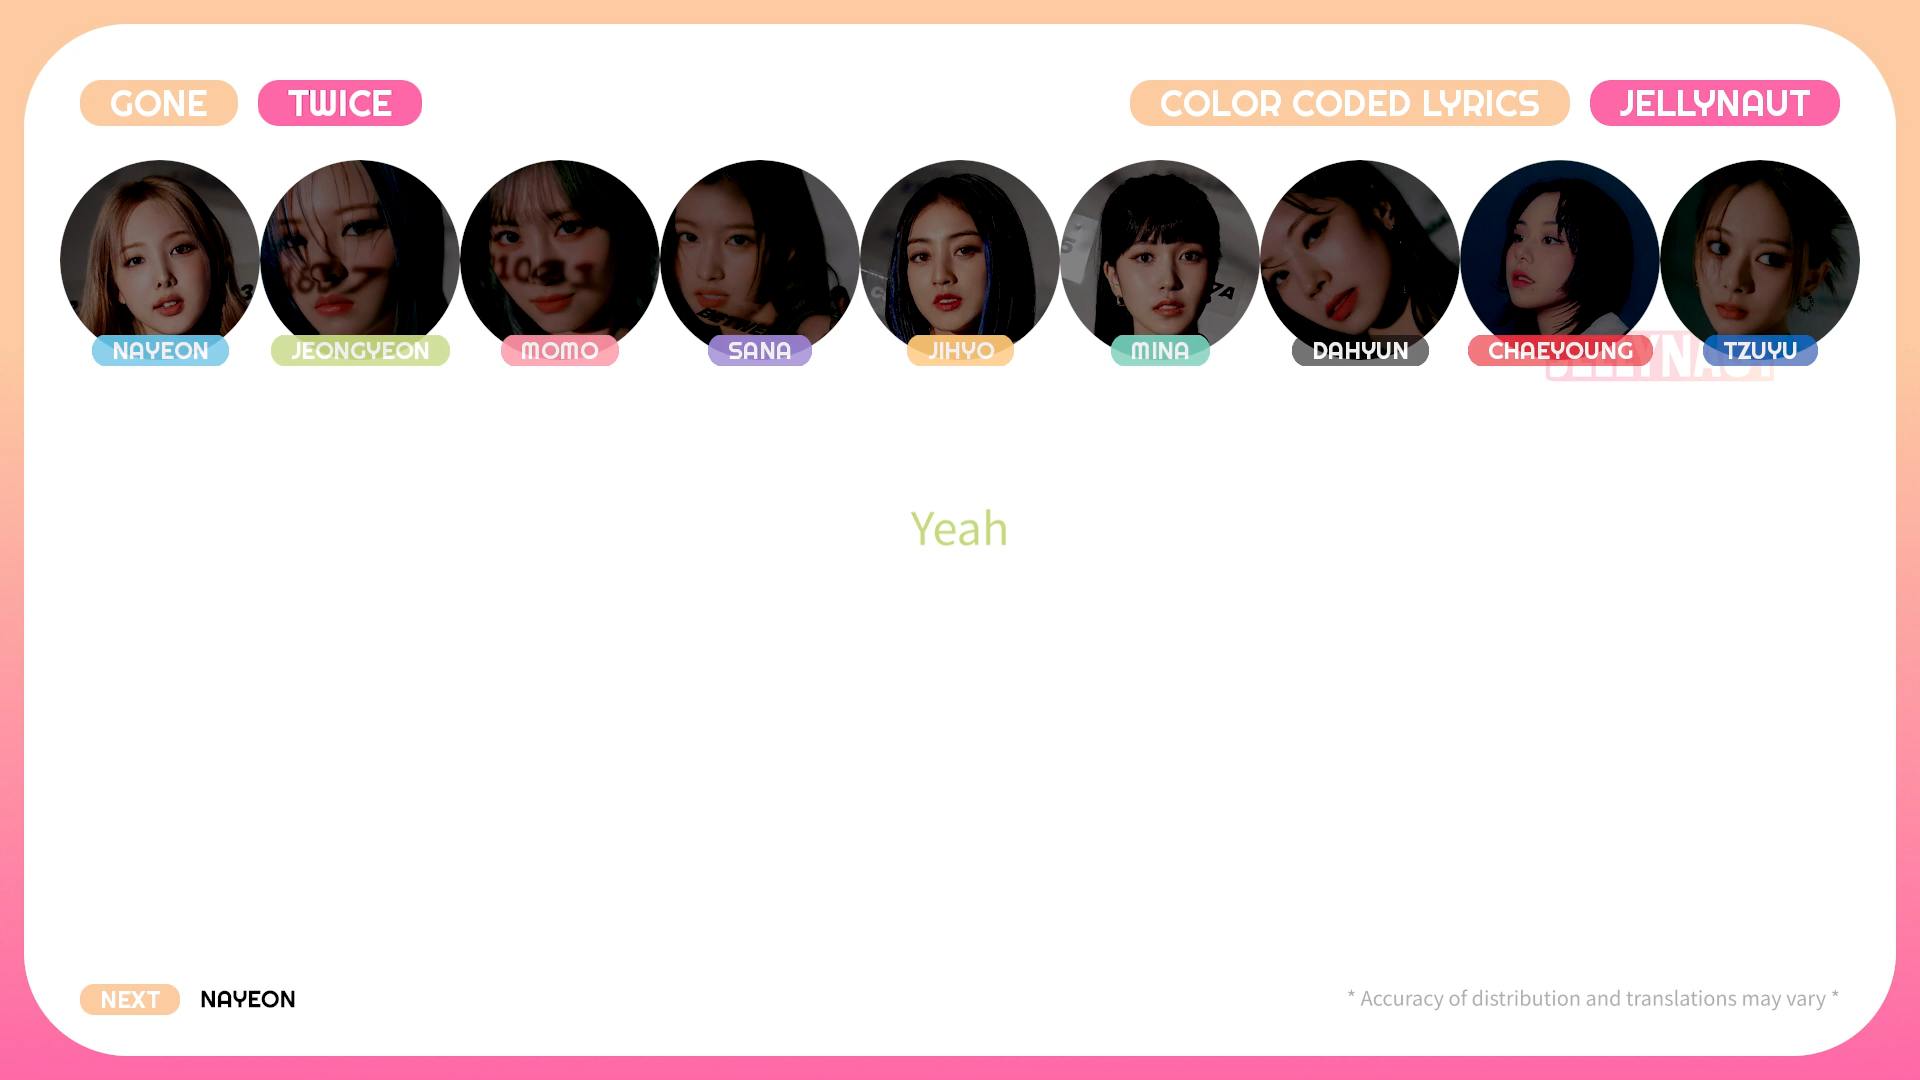 GONE TWICE COLOR CODED LYRICS JELLYNAUT
NAYEON JEONGYEON MOMO SANA JIHYO MINA DAHYUN CHAEYOUNG TZUYU
JELLYNAUT
Yeah
NEXT NAYEON
* Accuracy of distribution and translations may vary *